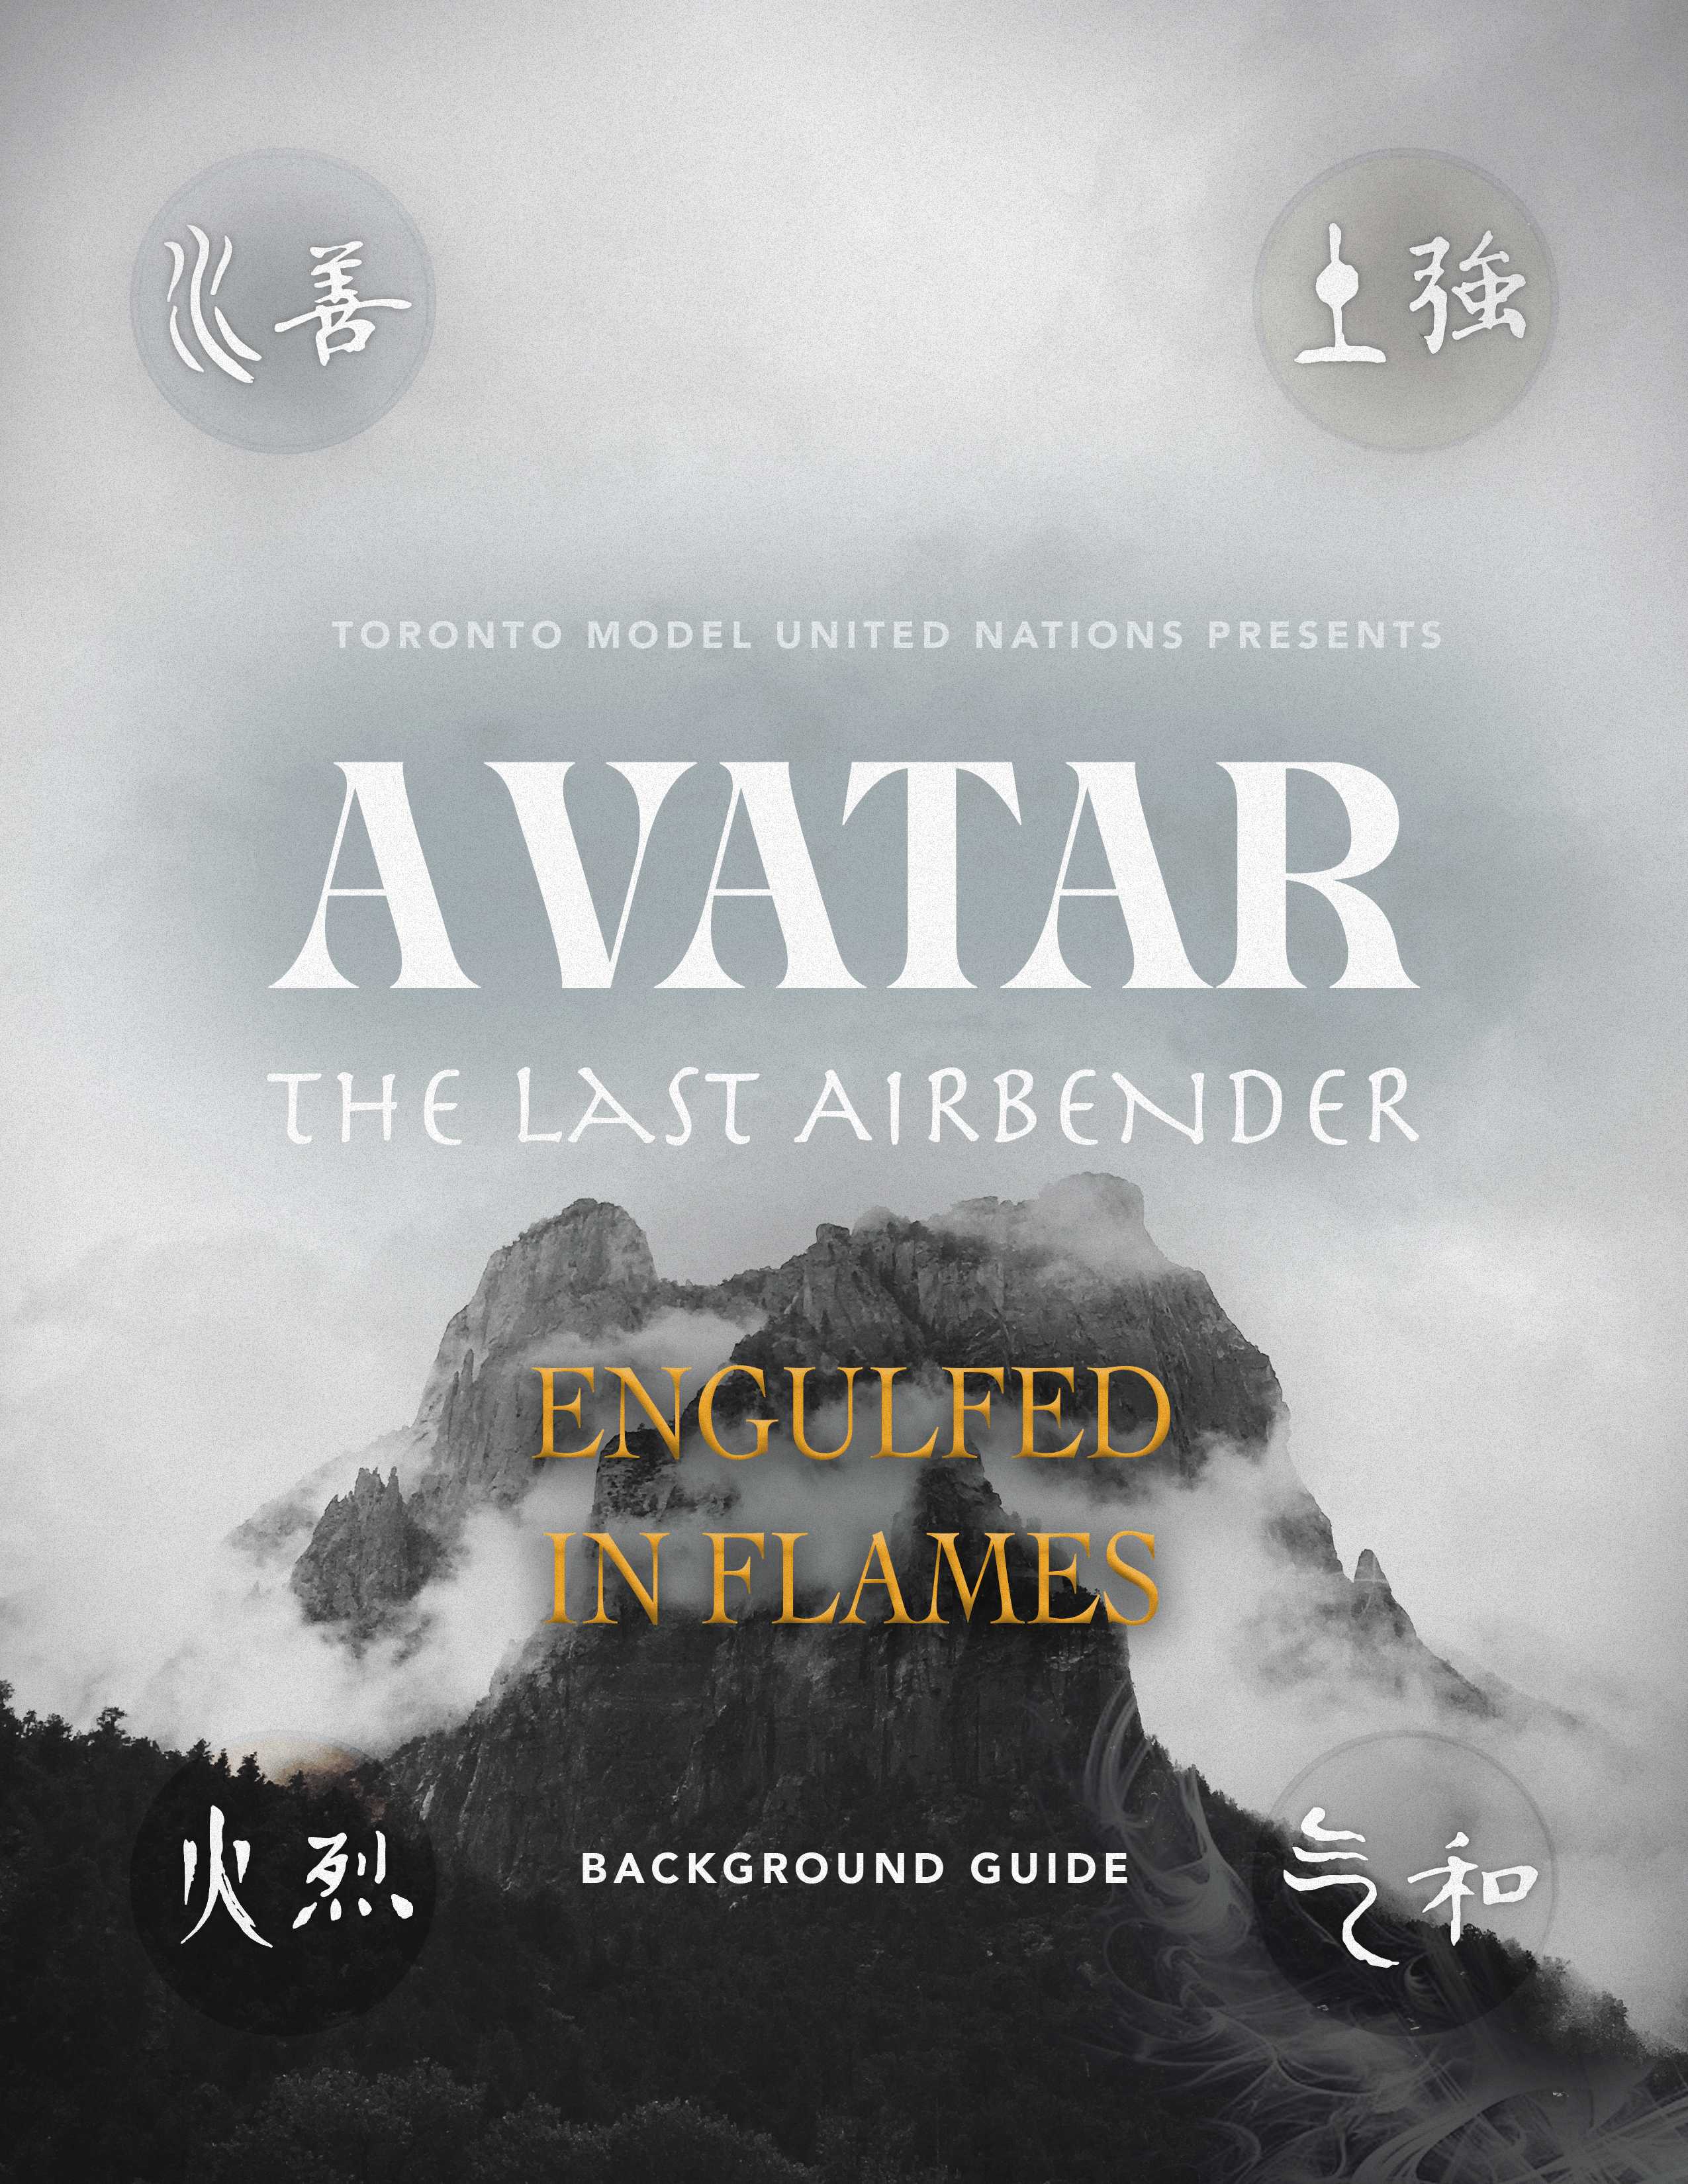 水 善
土 強
TORONTO MODEL UNITED NATIONS PRESENTS
AVATAR
THE LAST AIRBENDER
ENGULFED
IN FLAMES
火 烈
BACKGROUND GUIDE
气 和